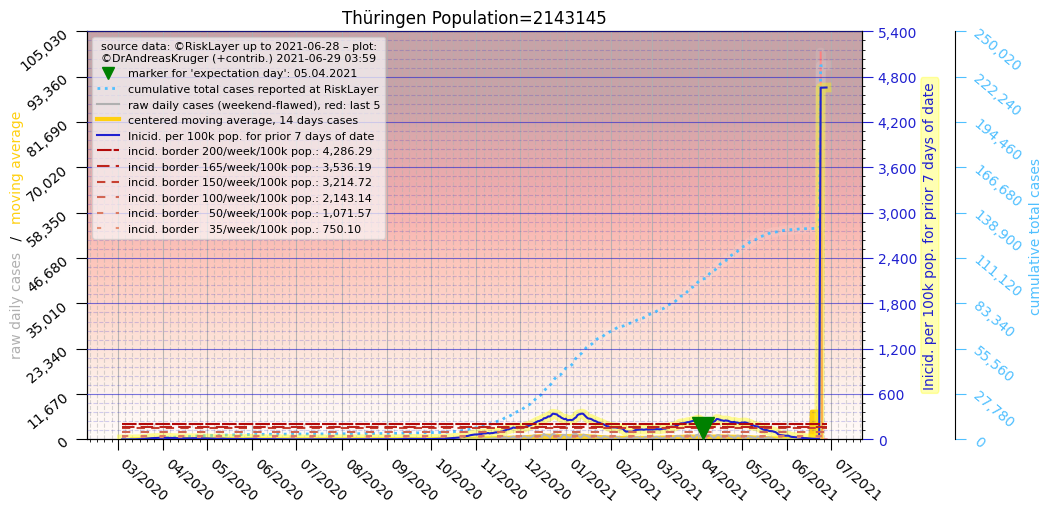 Thüringen Population=2143145
source data: ©RiskLayer up to 2021-06-28 – plot:
©DrAndreasKruger (+contrib.) 2021-06-29 03:59
marker for 'expectation day': 05.04.2021
cumulative total cases reported at RiskLayer
raw daily cases (weekend-flawed), red: last 5
centered moving average, 14 days cases
Inicid. per 100k pop. for prior 7 days of date
incid. border 200/week/100k pop.: 4,286.29
incid. border 165/week/100k pop.: 3,536.19
incid. border 150/week/100k pop.: 3,214.72
incid. border 100/week/100k pop.: 2,143.14
incid. border   50/week/100k pop.: 1,071.57
incid. border   35/week/100k pop.: 750.10
raw daily cases / moving average
105,030
93,360
81,690
70,020
58,350
46,680
35,010
23,340
11,670
0
03/2020
04/2020
05/2020
06/2020
07/2020
08/2020
09/2020
10/2020
11/2020
12/2020
01/2021
02/2021
03/2021
04/2021
05/2021
06/2021
07/2021
5,400
4,800
4,200
3,600
3,000
2,400
1,800
1,200
600
0
Inicid. per 100k pop. for prior 7 days of date
250,020
222,240
194,460
166,680
138,900
111,120
83,340
55,560
27,780
0
cumulative total cases